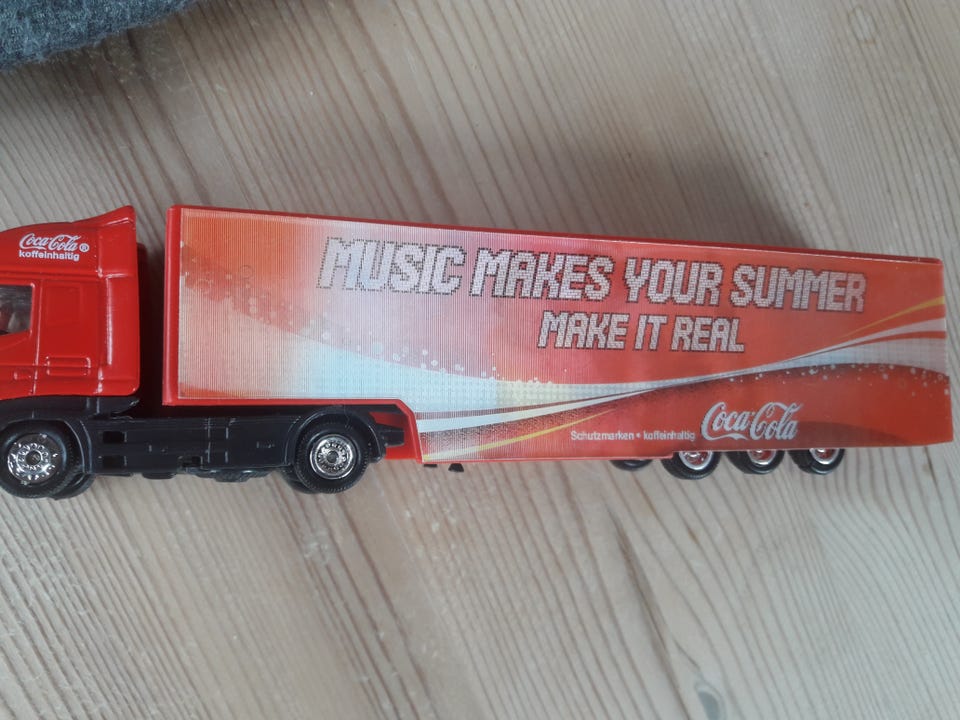 Coca-Cola®
koffeinhaltig
MUSIC MAKES YOUR SUMMER
MAKE IT REAL
Schutzmarken • koffeinhaltig Coca-Cola